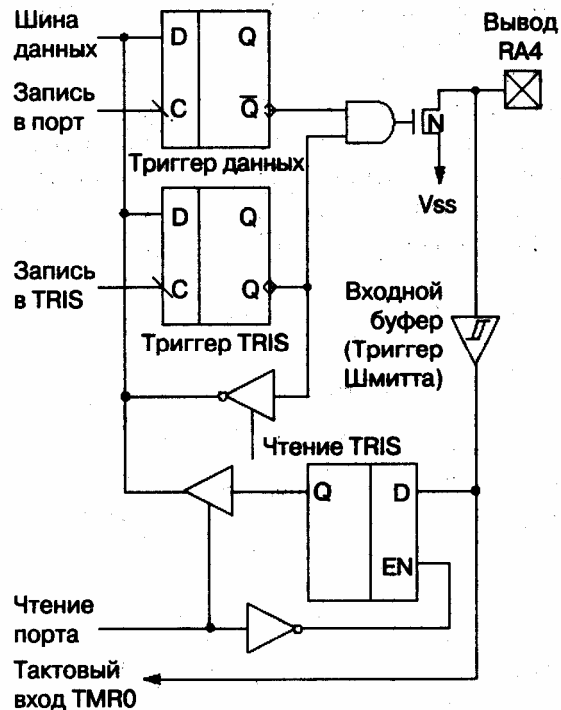 Шина
данных
D Q
Запись
в порт
C Q̅
Триггер данных
Вывод
RA4
N
Vss
D Q
Запись
в TRIS
C Q
Триггер TRIS
Входной
буфер
(Триггер
Шмитта)
Чтение TRIS
Q D
EN
Чтение
порта
Тактовый
вход TMR0